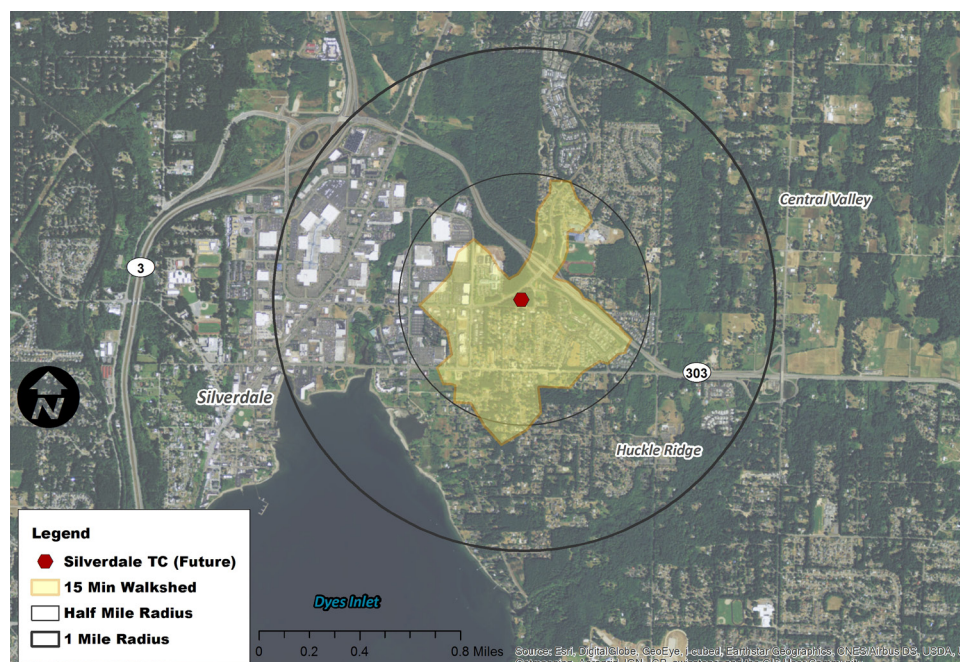 Central Valley
3
303
Silverdale
N
Huckle Ridge
Legend
Silverdale TC (Future)
15 Min Walkshed
Half Mile Radius
1 Mile Radius
Dyes Inlet
0 0.2 0.4 0.8 Miles
Source: Esri, DigitalGlobe, GeoEye, i-cubed, Earthstar Geographics, CNES/Airbus DS, USDA,